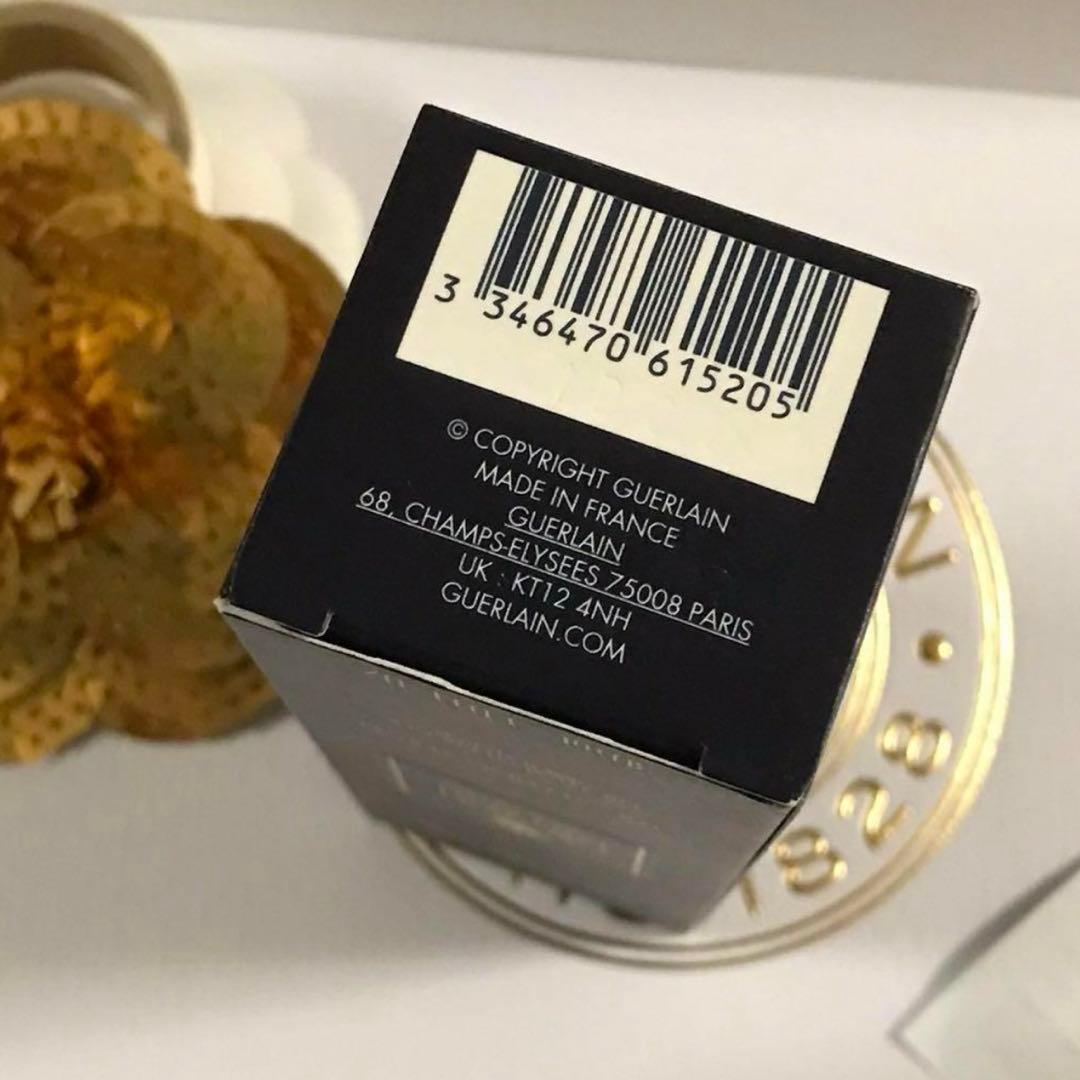 3 346470 615205
© COPYRIGHT GUERLAIN
MADE IN FRANCE
GUERLAIN
68, CHAMPS-ELYSEES 75008 PARIS
UK : KT12 4NH
GUERLAIN.COM
N • 1828